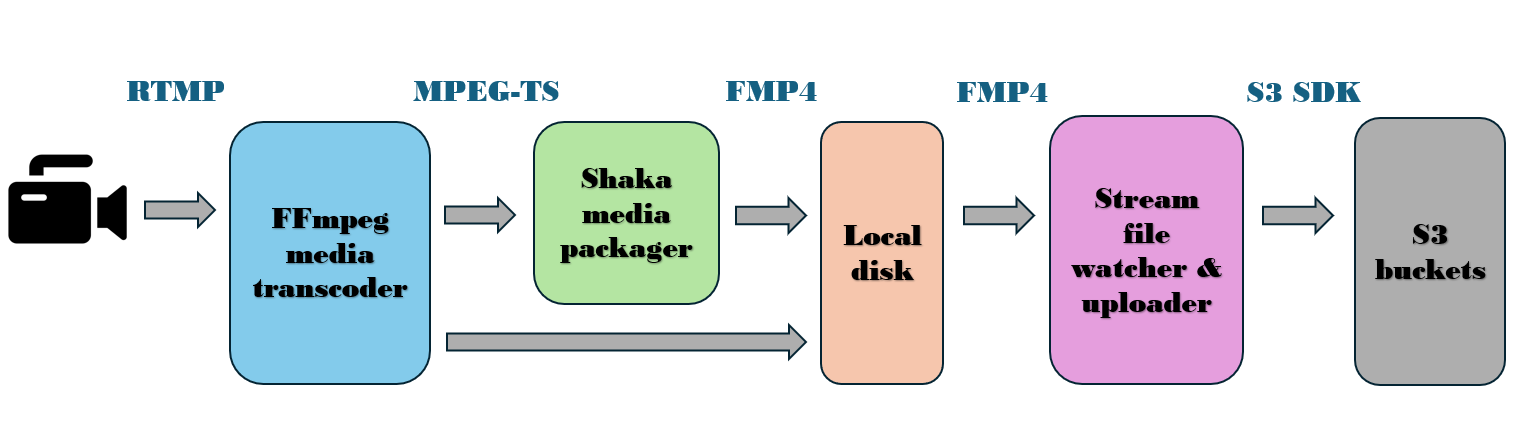 RTMP
MPEG-TS
FMP4
FMP4
S3 SDK
FFmpeg
media
transcoder
Shaka
media
packager
Local
disk
Stream
file
watcher &
uploader
S3
buckets